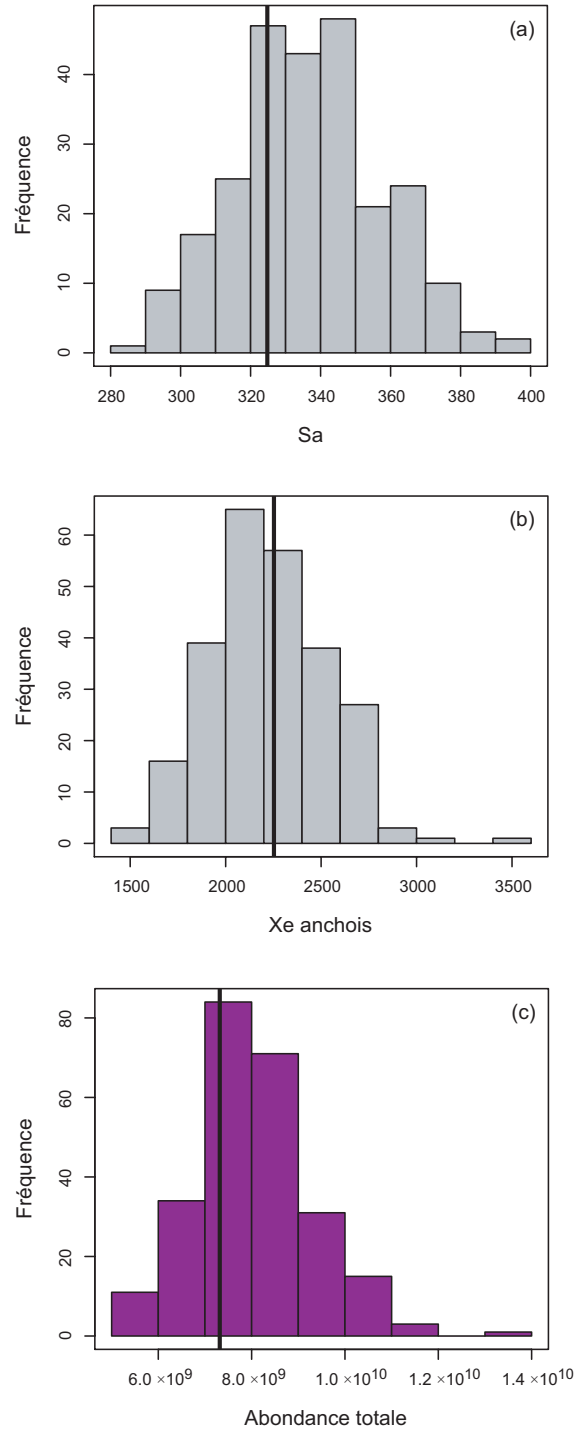 (a)
Fréquence
40
30
20
10
0
280 300 320 340 360 380 400
Sa
(b)
Fréquence
60
50
40
30
20
10
0
1500 2000 2500 3000 3500
Xe anchois
(c)
Fréquence
80
60
40
20
0
6.0 ×10⁹ 8.0 ×10⁹ 1.0 ×10¹⁰ 1.2 ×10¹⁰ 1.4 ×10¹⁰
Abondance totale